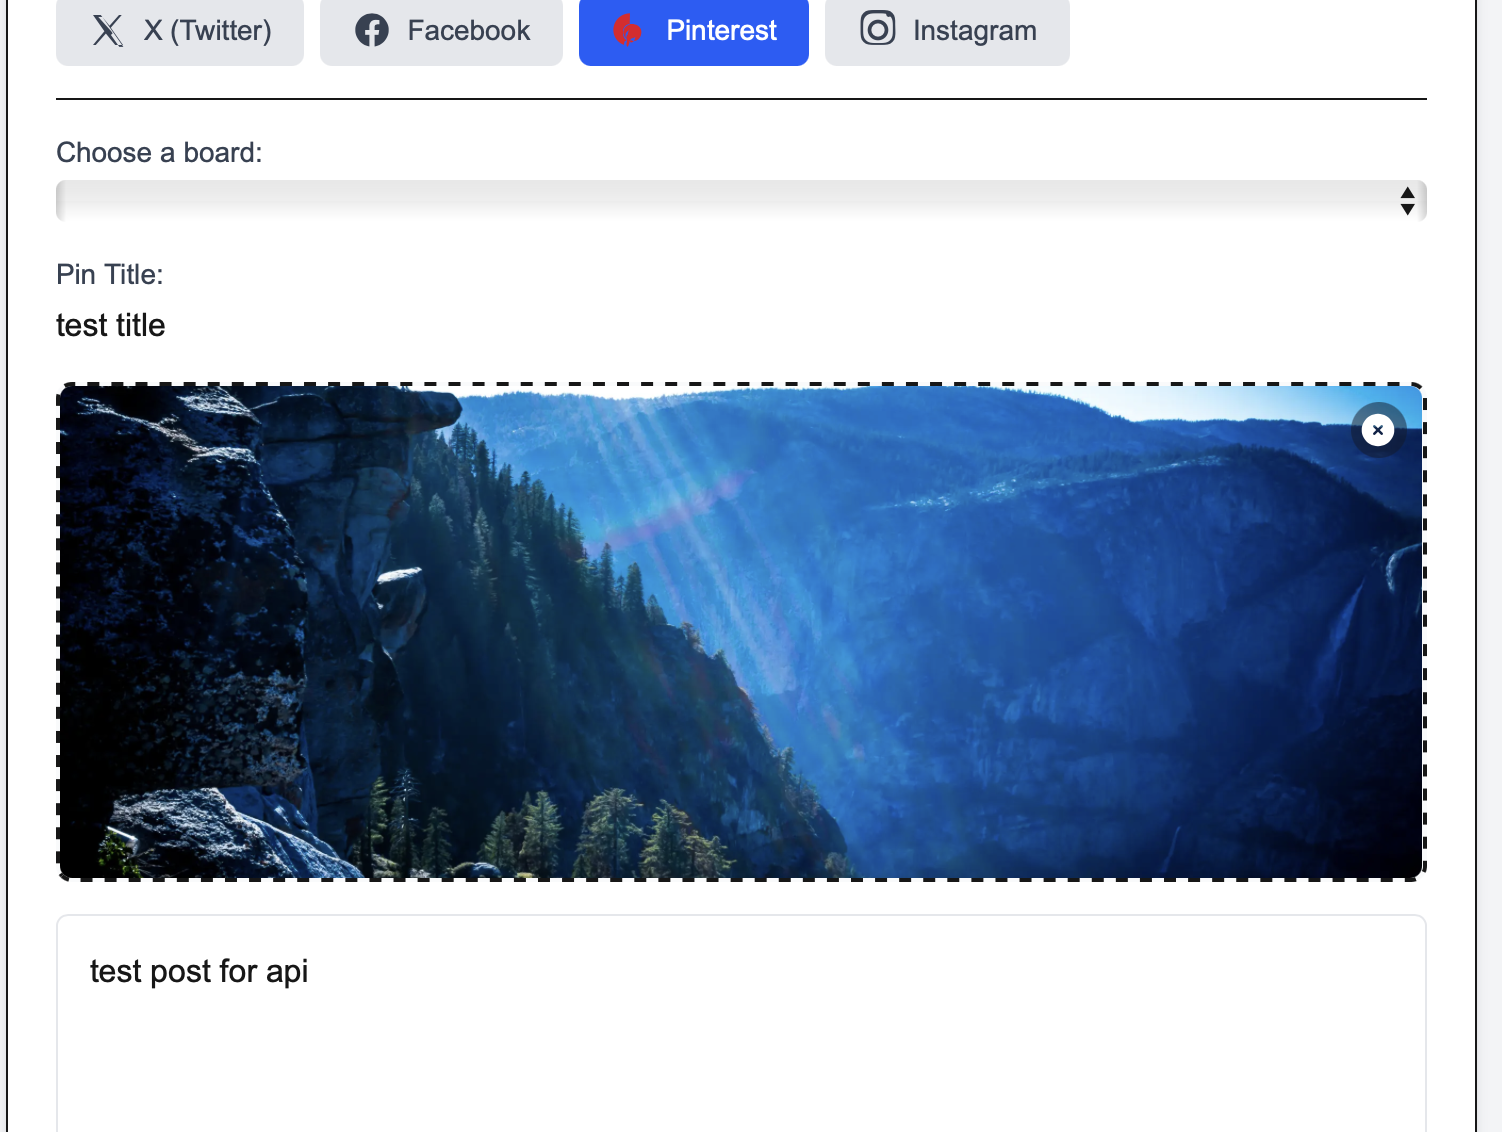 X (Twitter) Facebook Pinterest Instagram
Choose a board:
Pin Title:
test title
test post for api